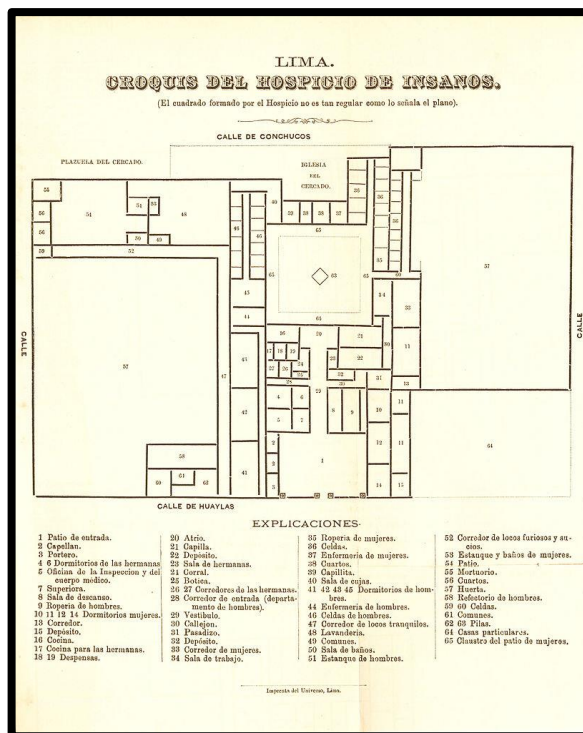 LIMA.
CROQUIS DEL HOSPICIO DE INSANOS.
(El cuadrado formado por el Hospicio no es tan regular como lo señala el plano).
CALLE DE CONCHUCOS
PLAZUELA DEL CERCADO.
IGLESIA
DEL
CERCADO.
CALLE
CALLE
CALLE DE HUAYLAS
EXPLICACIONES.
1 Patio de entrada.
2 Capellan.
3 Portero.
4 6 Dormitorios de las hermanas
5 Oficina de la Inspeccion y del
cuerpo médico.
7 Superiora.
8 Sala de descanso.
9 Roperia de hombres.
10 11 12 14 Dormitorios mujeres.
13 Corredor.
15 Depósito.
16 Cocina.
17 Cocina para las hermanas.
18 19 Despensas.
20 Atrio.
21 Capilla.
22 Depósito.
23 Sala de hermanas.
24 Corral.
25 Botica.
26 27 Corredores de las hermanas.
28 Corredor de entrada (departa-
mento de hombres).
29 Vestíbulo.
30 Callejon.
31 Pasadizo.
32 Depósito.
33 Corredor de mujeres.
34 Sala de trabajo.
35 Roperia de mujeres.
36 Celdas.
37 Enfermeria de mujeres.
38 Cuartos.
39 Capillita.
40 Sala de cujas.
41 42 43 45 Dormitorios de hom-
bres.
44 Enfermeria de hombres.
46 Celdas de hombres.
47 Corredor de locos tranquilos.
48 Lavanderia.
49 Comunes.
50 Sala de baños.
51 Estanque de hombres.
52 Corredor de locos furiosos y su-
cios.
53 Estanque y baños de mujeres.
54 Patio.
55 Mortuorio.
56 Cuartos.
57 Huerta.
58 Refectorio de hombres.
59 60 Celdas.
61 Comunes.
62 63 Pilas.
64 Casas particulares.
65 Claustro del patio de mujeres.
Imprenta del Universo, Lima.